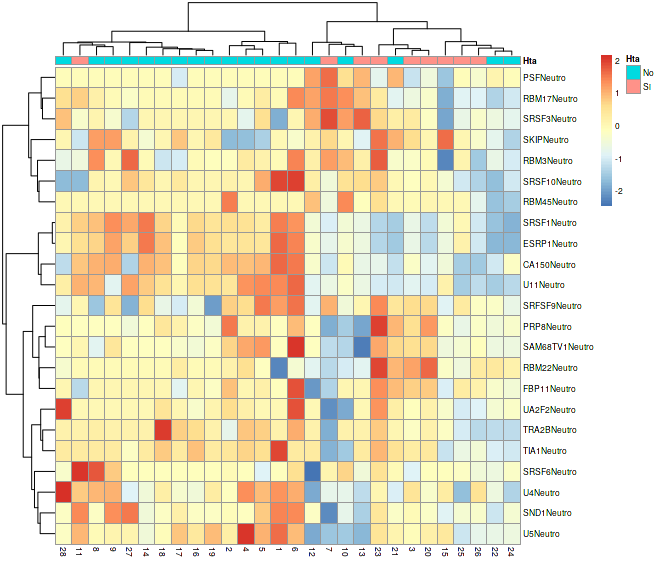 Hta
Hta
No
SI
2
1
0
-1
-2
PSFNeutro
RBM17Neutro
SRSF3Neutro
SKIPNeutro
RBM3Neutro
SRSF10Neutro
RBM45Neutro
SRSF1Neutro
ESRP1Neutro
CA150Neutro
U11Neutro
SRFSF9Neutro
PRP8Neutro
SAM68TV1Neutro
RBM22Neutro
FBP11Neutro
UA2F2Neutro
TRA2BNeutro
TIA1Neutro
SRSF6Neutro
U4Neutro
SND1Neutro
U5Neutro
28 11 8 9 27 14 18 17 16 19 2 4 5 1 6 12 7 10 13 23 21 3 20 15 25 26 22 24